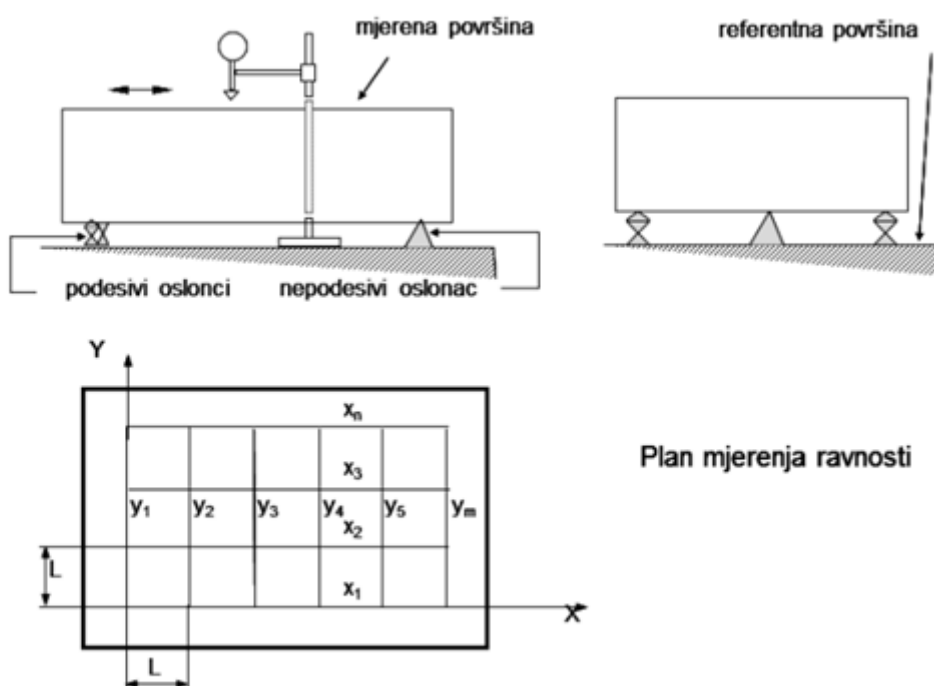 mjerena površina
referentna površina
podesivi oslonci
nepodesivi oslonac
Y
xn
x3
y1 y2 y3 y4 y5 ym
x2
L
x1
X
L
Plan mjerenja ravnosti